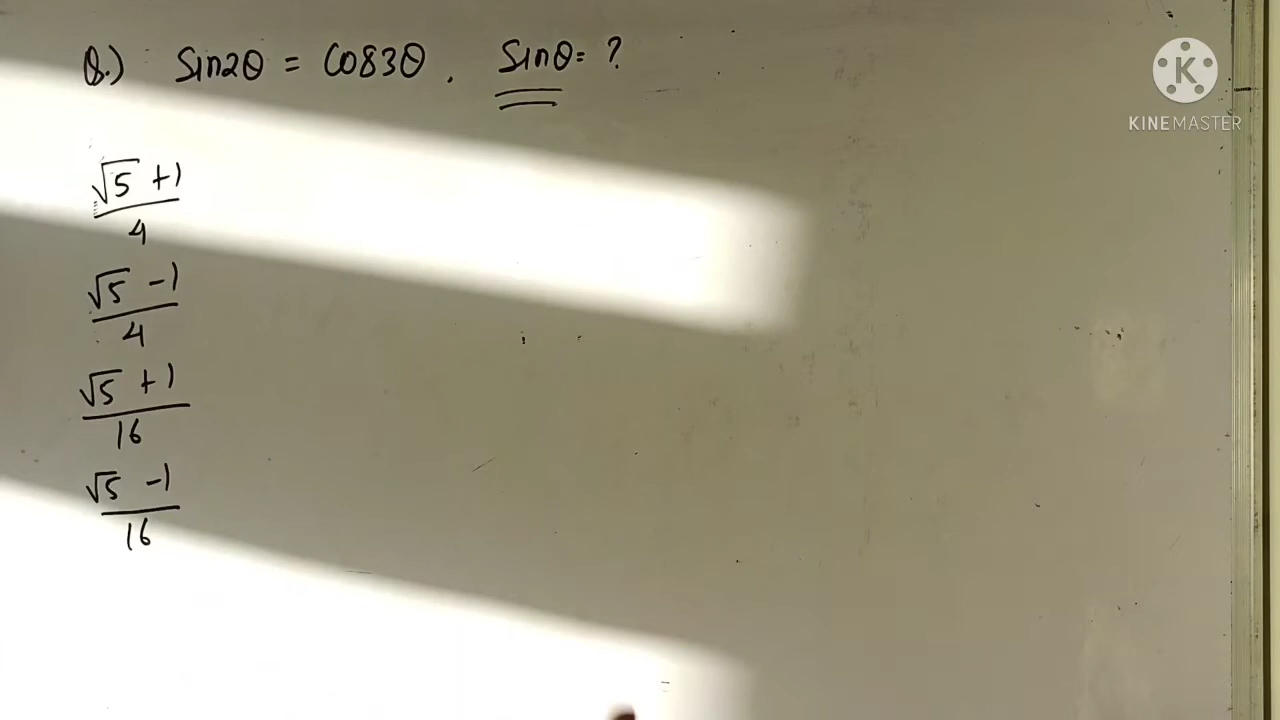 Q.) Sin2θ = Cos3θ. Sinθ = ?
K
KINEMASTER
√5 + 1
4
√5 - 1
4
√5 + 1
16
√5 - 1
16